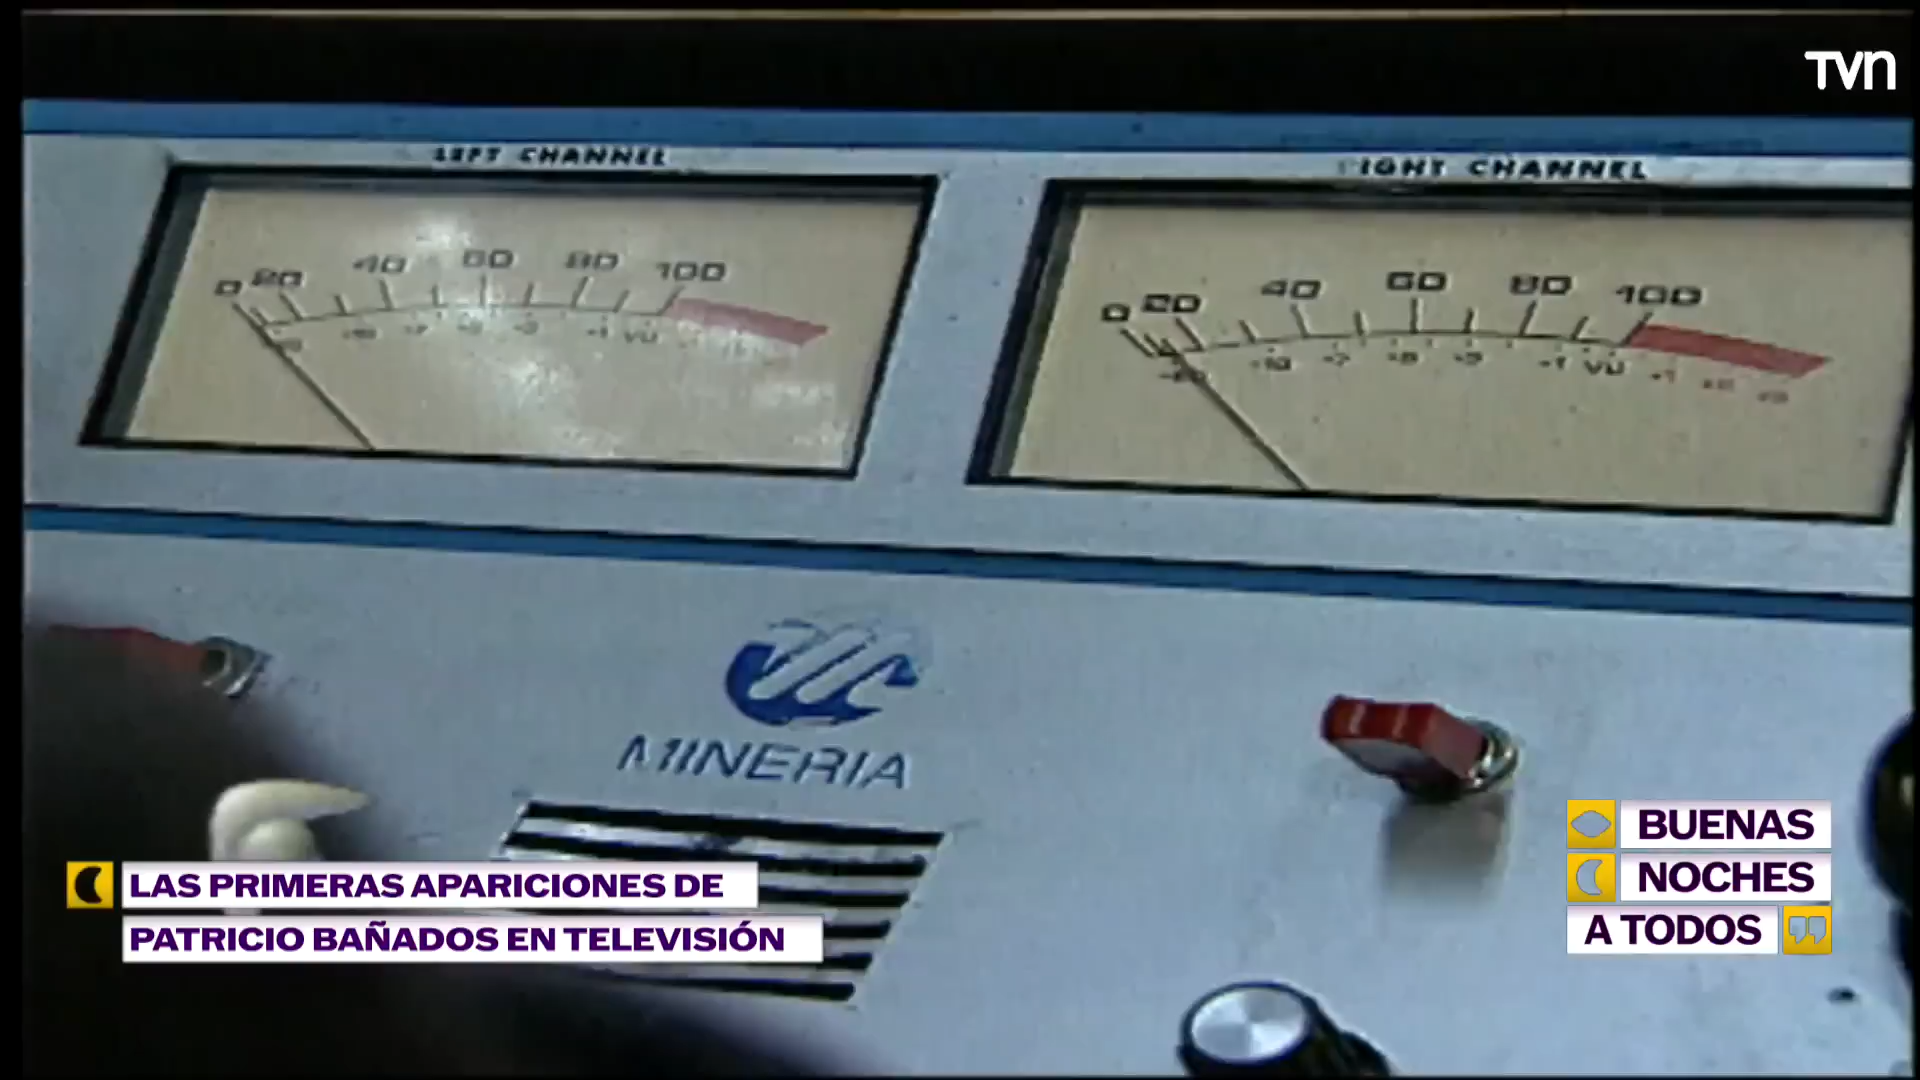 TVN
LEFT CHANNEL
IGHT CHANNEL
0 20 40 60 80 100
VU
0 20 40 60 80 100
VU
MINERIA
LAS PRIMERAS APARICIONES DE
PATRICIO BAÑADOS EN TELEVISIÓN
BUENAS
NOCHES
A TODOS